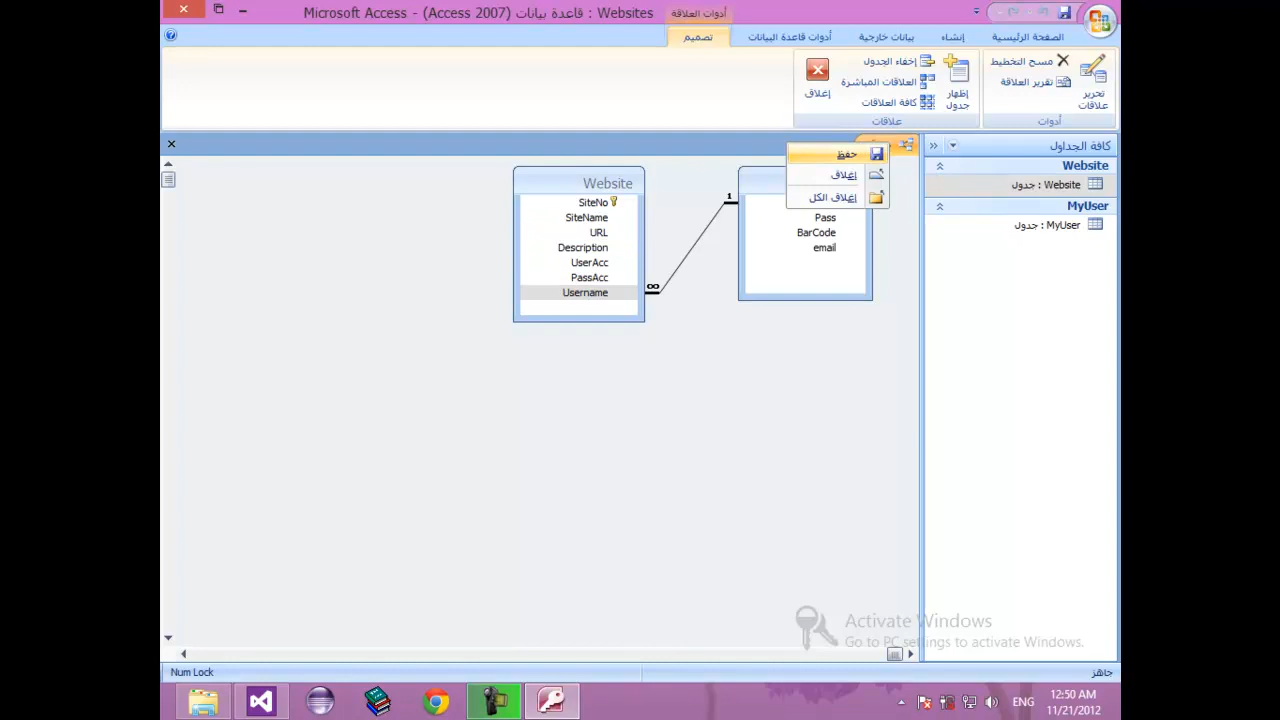 أدوات العلاقة
Websites : قاعدة بيانات (Access 2007) - Microsoft Access
الصفحة الرئيسية
إنشاء
بيانات خارجية
أدوات قاعدة البيانات
تصميم
تحرير علاقات
مسح التخطيط
تقرير العلاقة
أدوات
إظهار جدول
إخفاء الجدول
العلاقات المباشرة
كافة العلاقات
إغلاق
علاقات
كافة الجداول
Website
Website : جدول
MyUser
MyUser : جدول
حفظ
إغلاق
إغلاق الكل
Pass
BarCode
email
1
∞
Website
SiteNo
SiteName
URL
Description
UserAcc
PassAcc
Username
Activate Windows
Go to PC settings to activate Windows.
جاهز
Num Lock
ENG
12:50 AM
11/21/2012